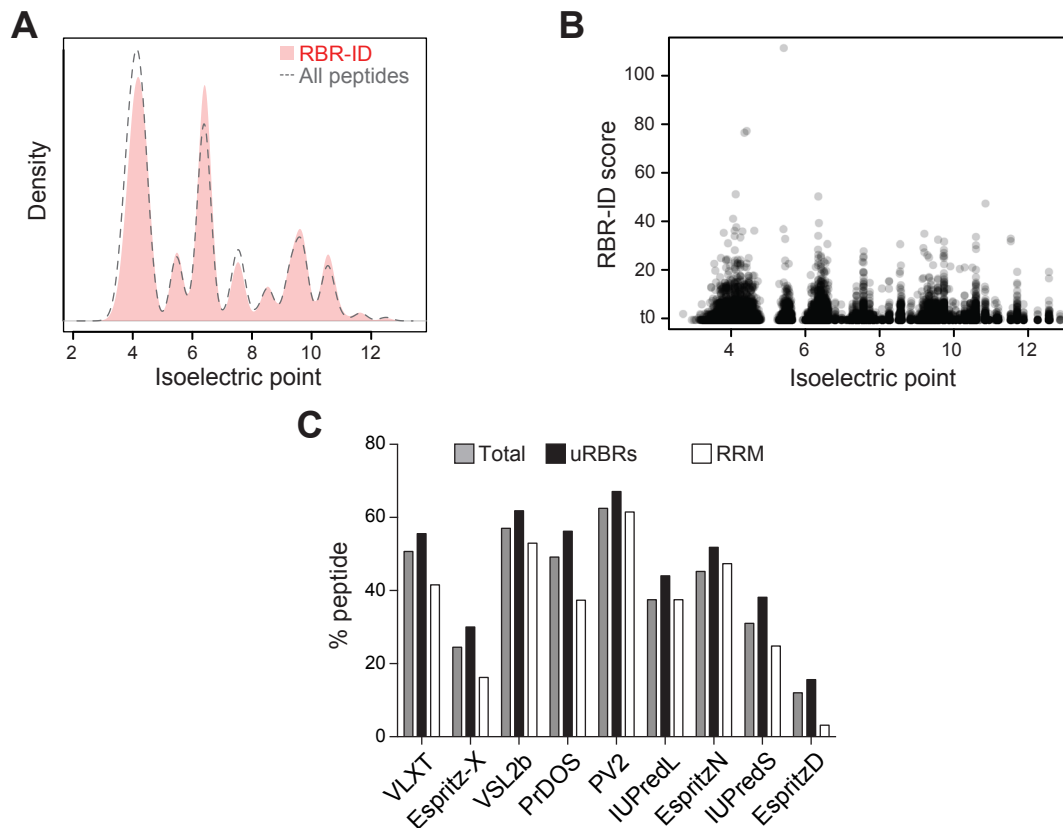 A
RBR-ID
All peptides
Density
2 4 6 8 10 12
Isoelectric point
B
100
80
60
40
20
t0
RBR-ID score
4 6 8 10 12
Isoelectric point
C
80
60
40
20
0
% peptide
Total uRBRs RRM
VLXT
Espritz-X
VSL2b
PrDOS
PV2
IUPredL
EspritzN
IUPredS
EspritzD